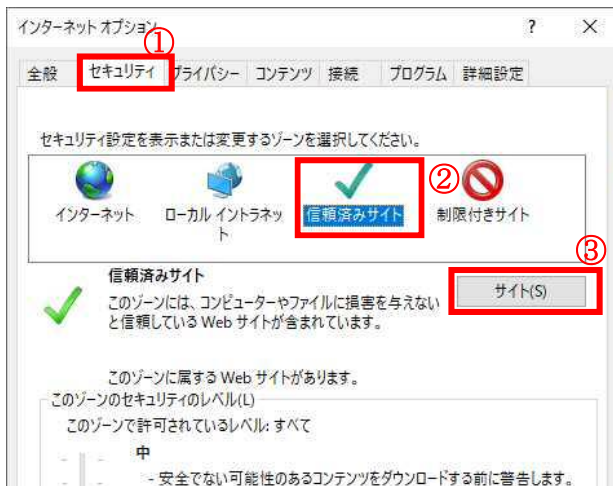 インターネット オプション ? ×
①
全般 セキュリティ プライバシー コンテンツ 接続 プログラム 詳細設定
セキュリティ設定を表示または変更するゾーンを選択してください。
②
インターネット ローカル イントラネット 信頼済みサイト 制限付きサイト
③
信頼済みサイト
サイト(S)
このゾーンには、コンピューターやファイルに損害を与えない
と信頼している Web サイトが含まれています。
このゾーンに属する Web サイトがあります。
このゾーンのセキュリティのレベル(L)
このゾーンで許可されているレベル: すべて
中
- 安全でない可能性のあるコンテンツをダウンロードする前に警告します。